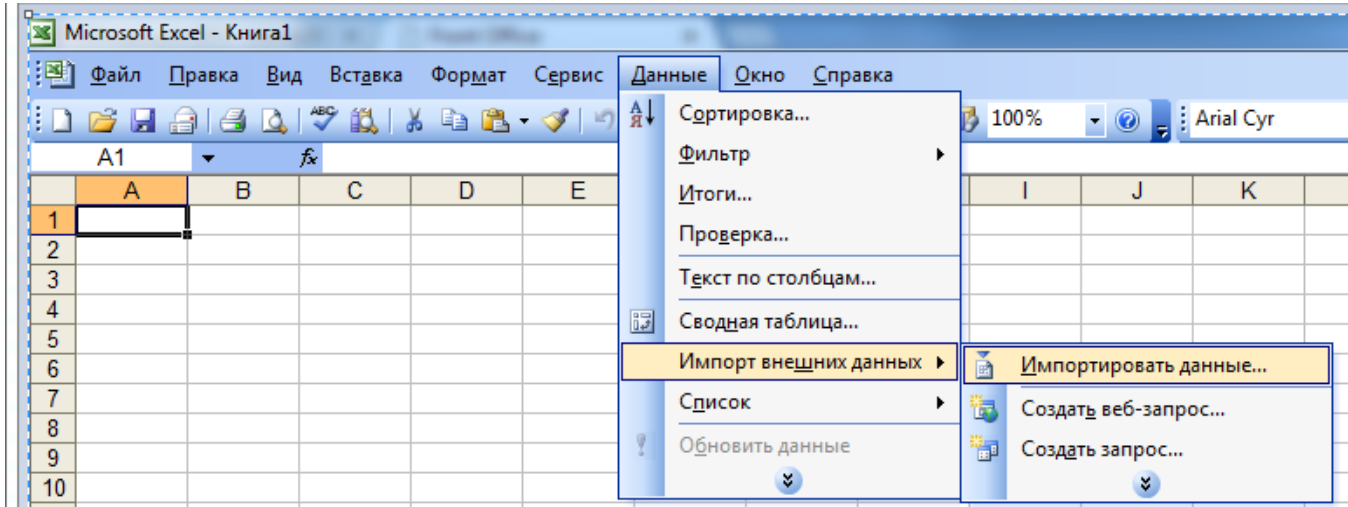 Microsoft Excel - Книга1
Файл Правка Вид Вставка Формат Сервис Данные Окно Справка
ABC 100% Arial Cyr
A1 fx
A B C D E I J K
1
2
3
4
5
6
7
8
9
10
А Я Сортировка...
Фильтр
Итоги...
Проверка...
Текст по столбцам...
Сводная таблица...
Импорт внешних данных
Список
Обновить данные
Импортировать данные...
Создать веб-запрос...
Создать запрос...